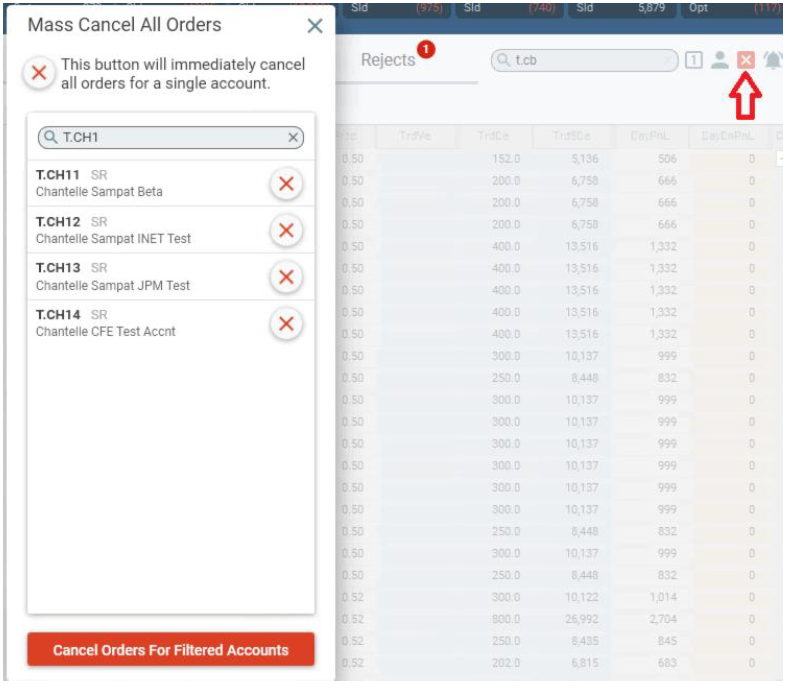 Sld (975) Sld (740) Sld 5,879 Opt (117)
Mass Cancel All Orders
This button will immediately cancel
all orders for a single account.
Rejects 1
t.cb
1
T.CH1
T.CH11 SR
Chantelle Sampat Beta
T.CH12 SR
Chantelle Sampat INET Test
T.CH13 SR
Chantelle Sampat JPM Test
T.CH14 SR
Chantelle CFE Test Accnt
Cancel Orders For Filtered Accounts
TrdVe TrdDe Trd$De DayPnL DayDnPnL
0.50 152.0 5,136 506 0
0.50 200.0 6,758 666 0
0.50 200.0 6,758 666 0
0.50 200.0 6,758 666 0
0.50 400.0 13,516 1,332 0
0.50 400.0 13,516 1,332 0
0.50 400.0 13,516 1,332 0
0.50 400.0 13,516 1,332 0
0.50 400.0 13,516 1,332 0
0.50 300.0 10,137 999 0
0.50 250.0 8,448 832 0
0.50 300.0 10,137 999 0
0.50 300.0 10,137 999 0
0.50 300.0 10,137 999 0
0.50 300.0 10,137 999 0
0.50 300.0 10,137 999 0
0.50 300.0 10,137 999 0
0.50 250.0 8,448 832 0
0.50 300.0 10,137 999 0
0.50 250.0 8,448 832 0
0.52 300.0 10,122 1,014 0
0.52 800.0 26,992 2,704 0
0.52 250.0 8,435 845 0
0.52 202.0 6,815 683 0